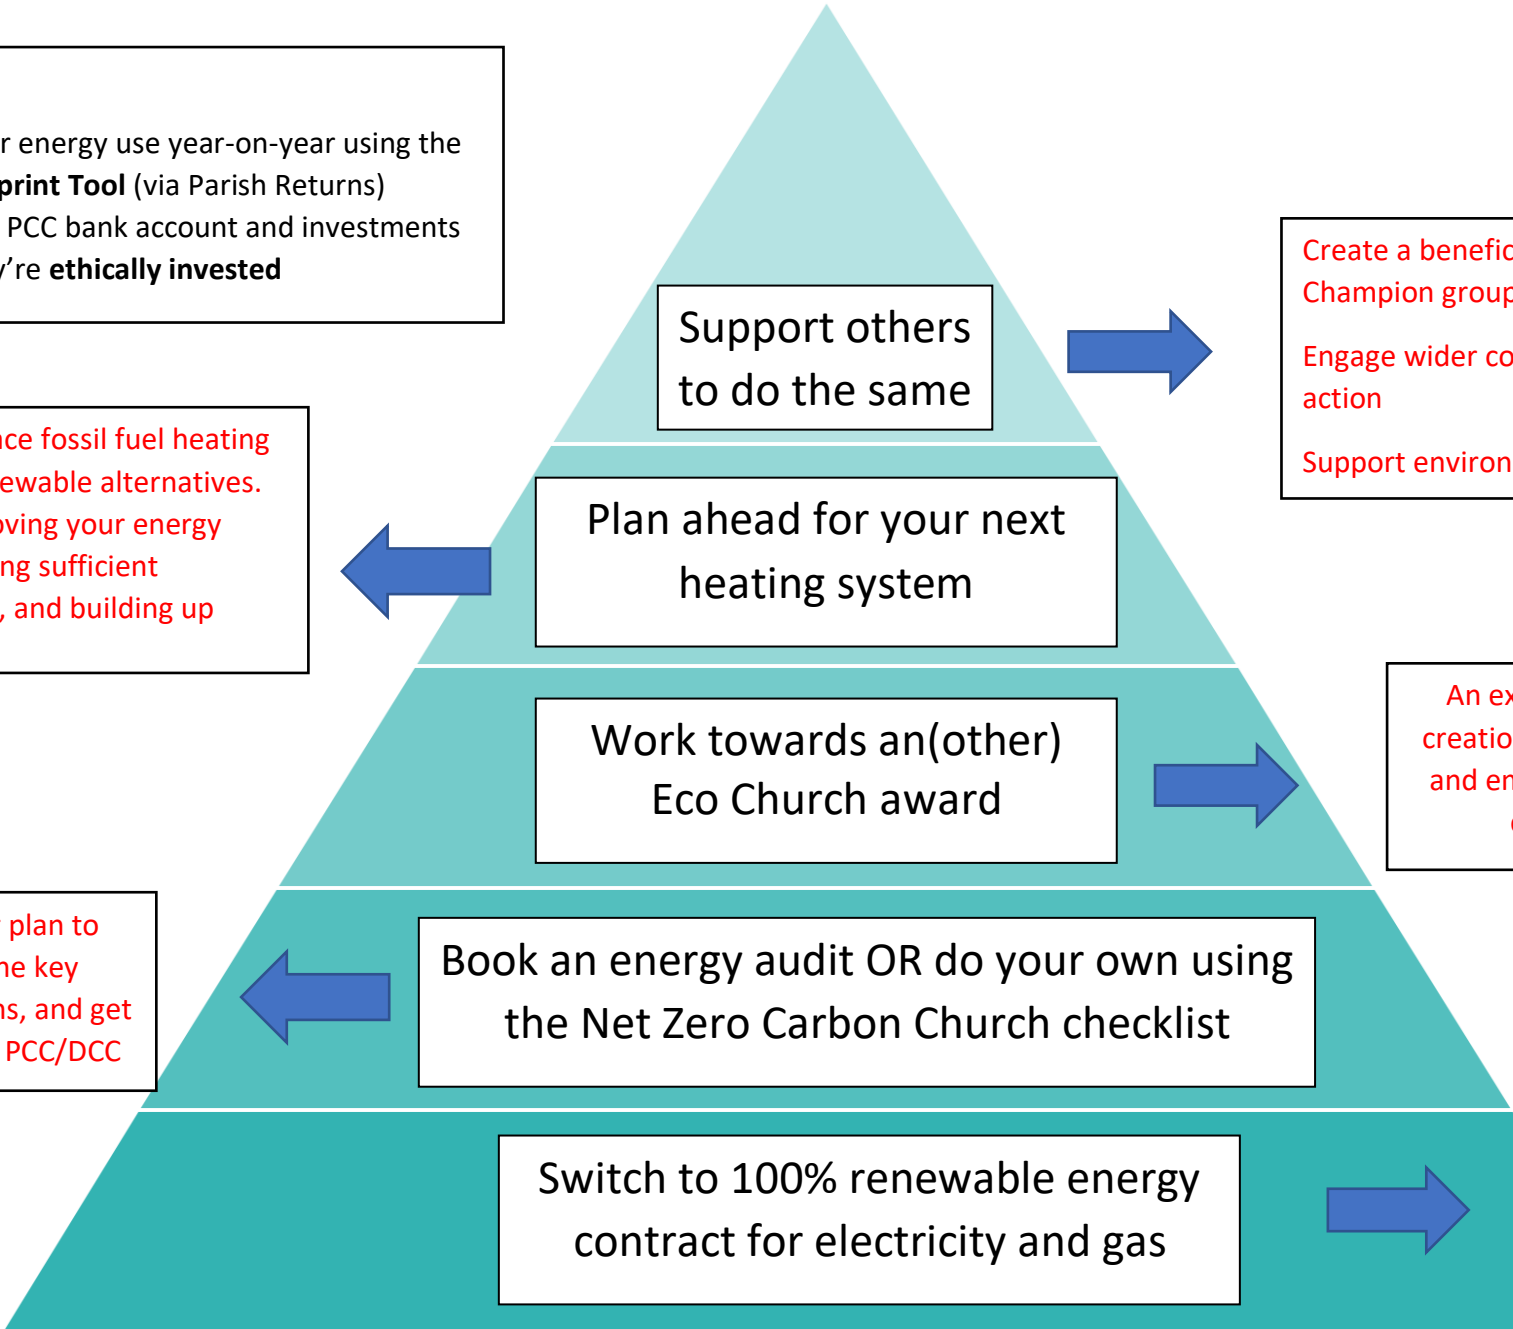 r energy use year-on-year using the
print Tool (via Parish Returns)
PCC bank account and investments
y’re ethically invested
Support others
to do the same
Create a benefic
Champion group
Engage wider co
action
Support environ
nce fossil fuel heating
ewable alternatives.
oving your energy
ng sufficient
, and building up
Plan ahead for your next
heating system
Work towards an(other)
Eco Church award
An ex
creatio
and en
plan to
ne key
ns, and get
PCC/DCC
Book an energy audit OR do your own using
the Net Zero Carbon Church checklist
Switch to 100% renewable energy
contract for electricity and gas